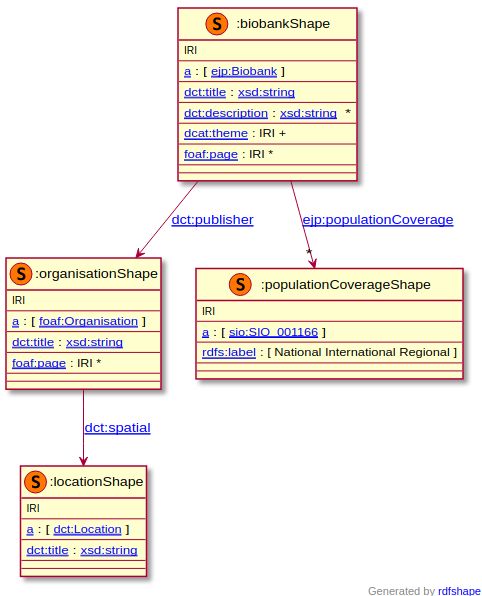 S :biobankShape
IRI
a : [ ejp:Biobank ]
dct:title : xsd:string
dct:description : xsd:string *
dcat:theme : IRI +
foaf:page : IRI *
dct:publisher
ejp:populationCoverage
*
S :organisationShape
IRI
a : [ foaf:Organisation ]
dct:title : xsd:string
foaf:page : IRI *
S :populationCoverageShape
IRI
a : [ sio:SIO_001166 ]
rdfs:label : [ National International Regional ]
dct:spatial
S :locationShape
IRI
a : [ dct:Location ]
dct:title : xsd:string
Generated by rdfshape